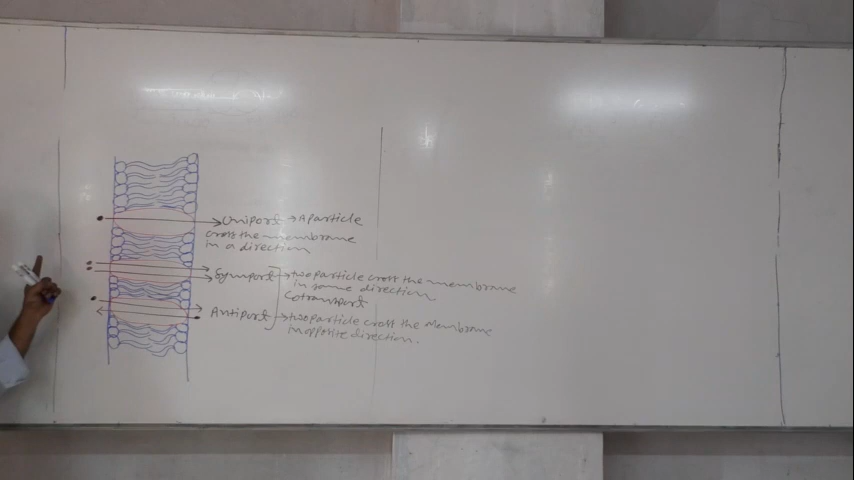 Uniport → A particle
cross the membrane
in a direction
Symport → two particle cross the membrane
in same direction
Cotransport
Antiport → two particle cross the membrane
in opposite direction.